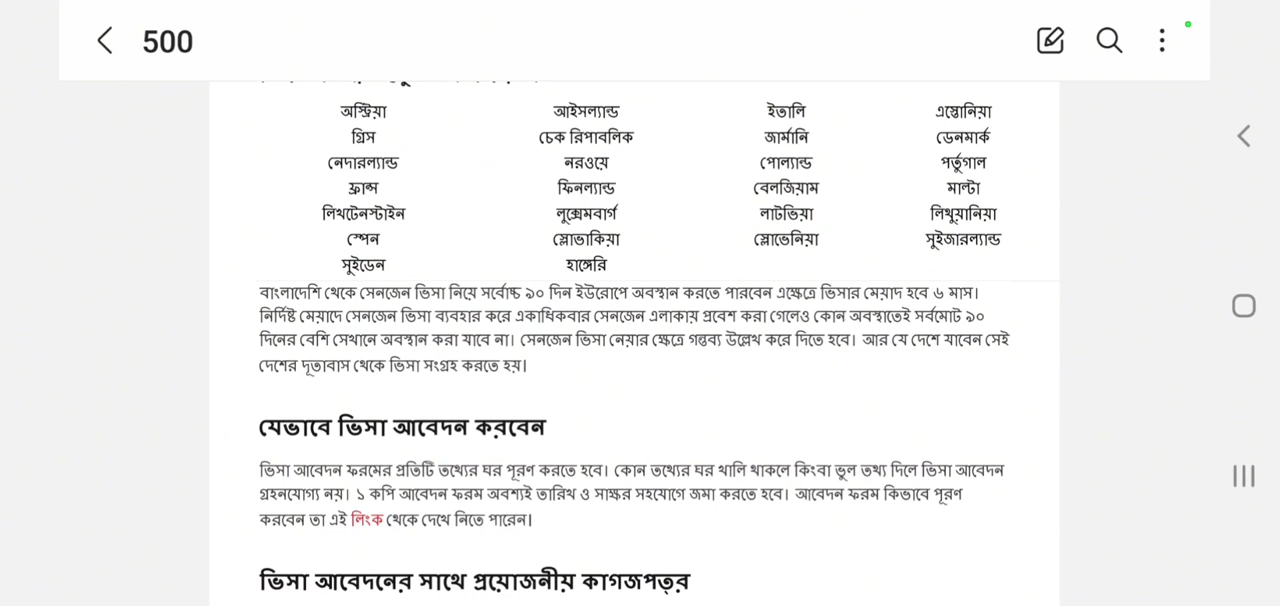 500
অস্ট্রিয়া আইসল্যান্ড ইতালি এস্তোনিয়া
গ্রিস চেক রিপাবলিক জার্মানি ডেনমার্ক
নেদারল্যান্ড নরওয়ে পোল্যান্ড পর্তুগাল
ফ্রান্স ফিনল্যান্ড বেলজিয়াম মাল্টা
লিখটেনস্টাইন লুক্সেমবার্গ লাটভিয়া লিথুয়ানিয়া
স্পেন স্লোভাকিয়া স্লোভেনিয়া সুইজারল্যান্ড
সুইডেন হাঙ্গেরি
বাংলাদেশি থেকে সেনজেন ভিসা নিয়ে সর্বোচ্চ ৯০ দিন ইউরোপে অবস্থান করতে পারবেন এক্ষেত্রে ভিসার মেয়াদ হবে ৬ মাস।
নির্দিষ্ট মেয়াদে সেনজেন ভিসা ব্যবহার করে একাধিকবার সেনজেন এলাকায় প্রবেশ করা গেলেও কোন অবস্থাতেই সর্বমোট ৯০
দিনের বেশি সেখানে অবস্থান করা যাবে না। সেনজেন ভিসা নেয়ার ক্ষেত্রে গন্তব্য উল্লেখ করে দিতে হবে। আর যে দেশে যাবেন সেই
দেশের দূতাবাস থেকে ভিসা সংগ্রহ করতে হয়।
যেভাবে ভিসা আবেদন করবেন
ভিসা আবেদন ফরমের প্রতিটি তথ্যের ঘর পূরণ করতে হবে। কোন তথ্যের ঘর খালি থাকলে কিংবা ভুল তথ্য দিলে ভিসা আবেদন
গ্রহনযোগ্য নয়। ১ কপি আবেদন ফরম অবশ্যই তারিখ ও সাক্ষর সহযোগে জমা করতে হবে। আবেদন ফরম কিভাবে পূরণ
করবেন তা এই লিংক থেকে দেখে নিতে পারেন।
ভিসা আবেদনের সাথে প্রয়োজনীয় কাগজপত্র